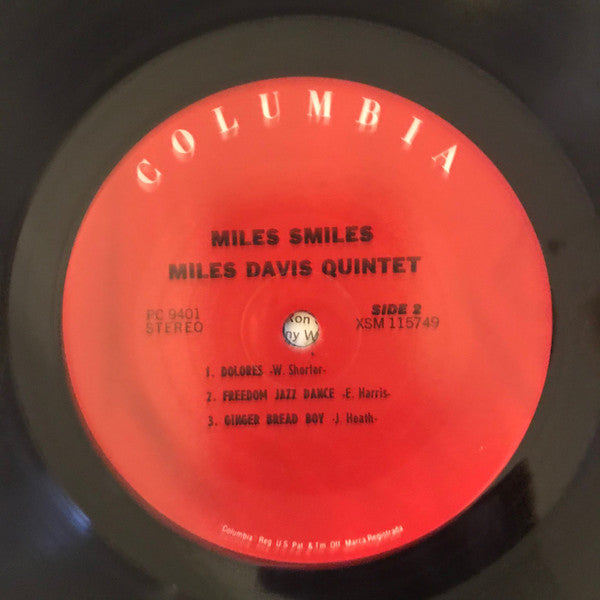 COLUMBIA
MILES SMILES
MILES DAVIS QUINTET
PC 9401
STEREO
SIDE 2
XSM 115749
ny W
1. DOLORES -W. Shorter-
2. FREEDOM JAZZ DANCE -E. Harris-
3. GINGER BREAD BOY -J. Heath-
Columbia Reg U.S. Pat. & Tm Off Marca Registrada